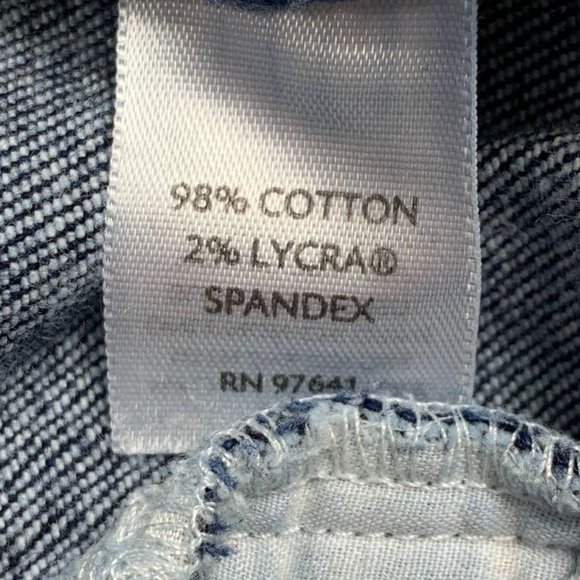 98% COTTON
2% LYCRA®
SPANDEX
RN 97641